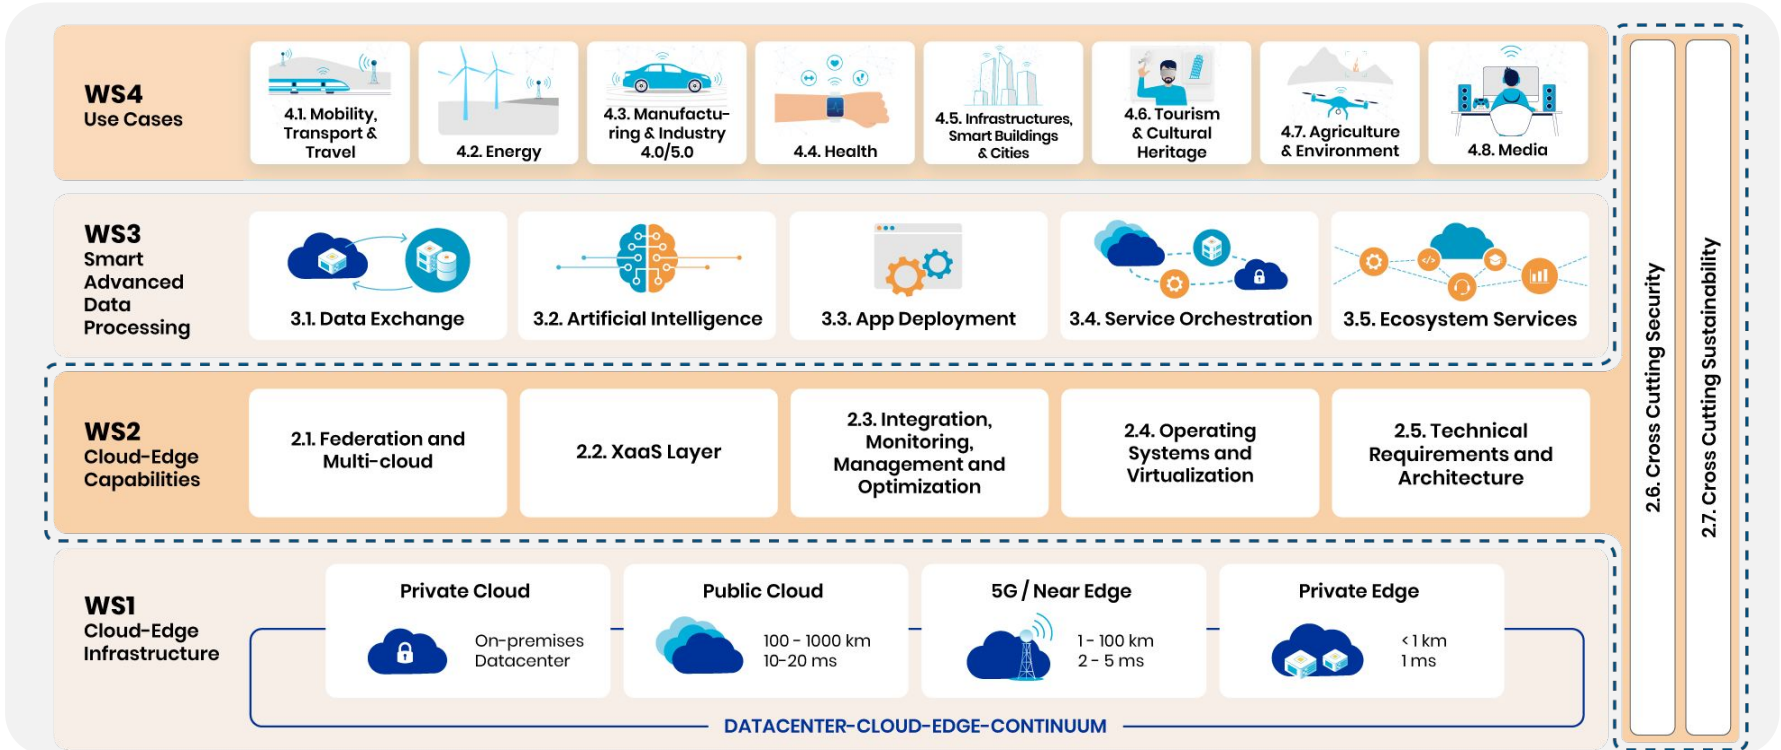 WS4
Use Cases
4.1. Mobility,
Transport &
Travel
4.2. Energy
4.3. Manufactu-
ring & Industry
4.0/5.0
4.4. Health
4.5. Infrastructures,
Smart Buildings
& Cities
4.6. Tourism
& Cultural
Heritage
4.7. Agriculture
& Environment
4.8. Media
WS3
Smart
Advanced
Data
Processing
3.1. Data Exchange
3.2. Artificial Intelligence
3.3. App Deployment
3.4. Service Orchestration
3.5. Ecosystem Services
WS2
Cloud-Edge
Capabilities
2.1. Federation and
Multi-cloud
2.2. XaaS Layer
2.3. Integration,
Monitoring,
Management and
Optimization
2.4. Operating
Systems and
Virtualization
2.5. Technical
Requirements and
Architecture
2.6. Cross Cutting Security
2.7. Cross Cutting Sustainability
WS1
Cloud-Edge
Infrastructure
Private Cloud
On-premises
Datacenter
Public Cloud
100 - 1000 km
10-20 ms
5G / Near Edge
1 - 100 km
2 - 5 ms
Private Edge
< 1 km
1 ms
DATACENTER-CLOUD-EDGE-CONTINUUM